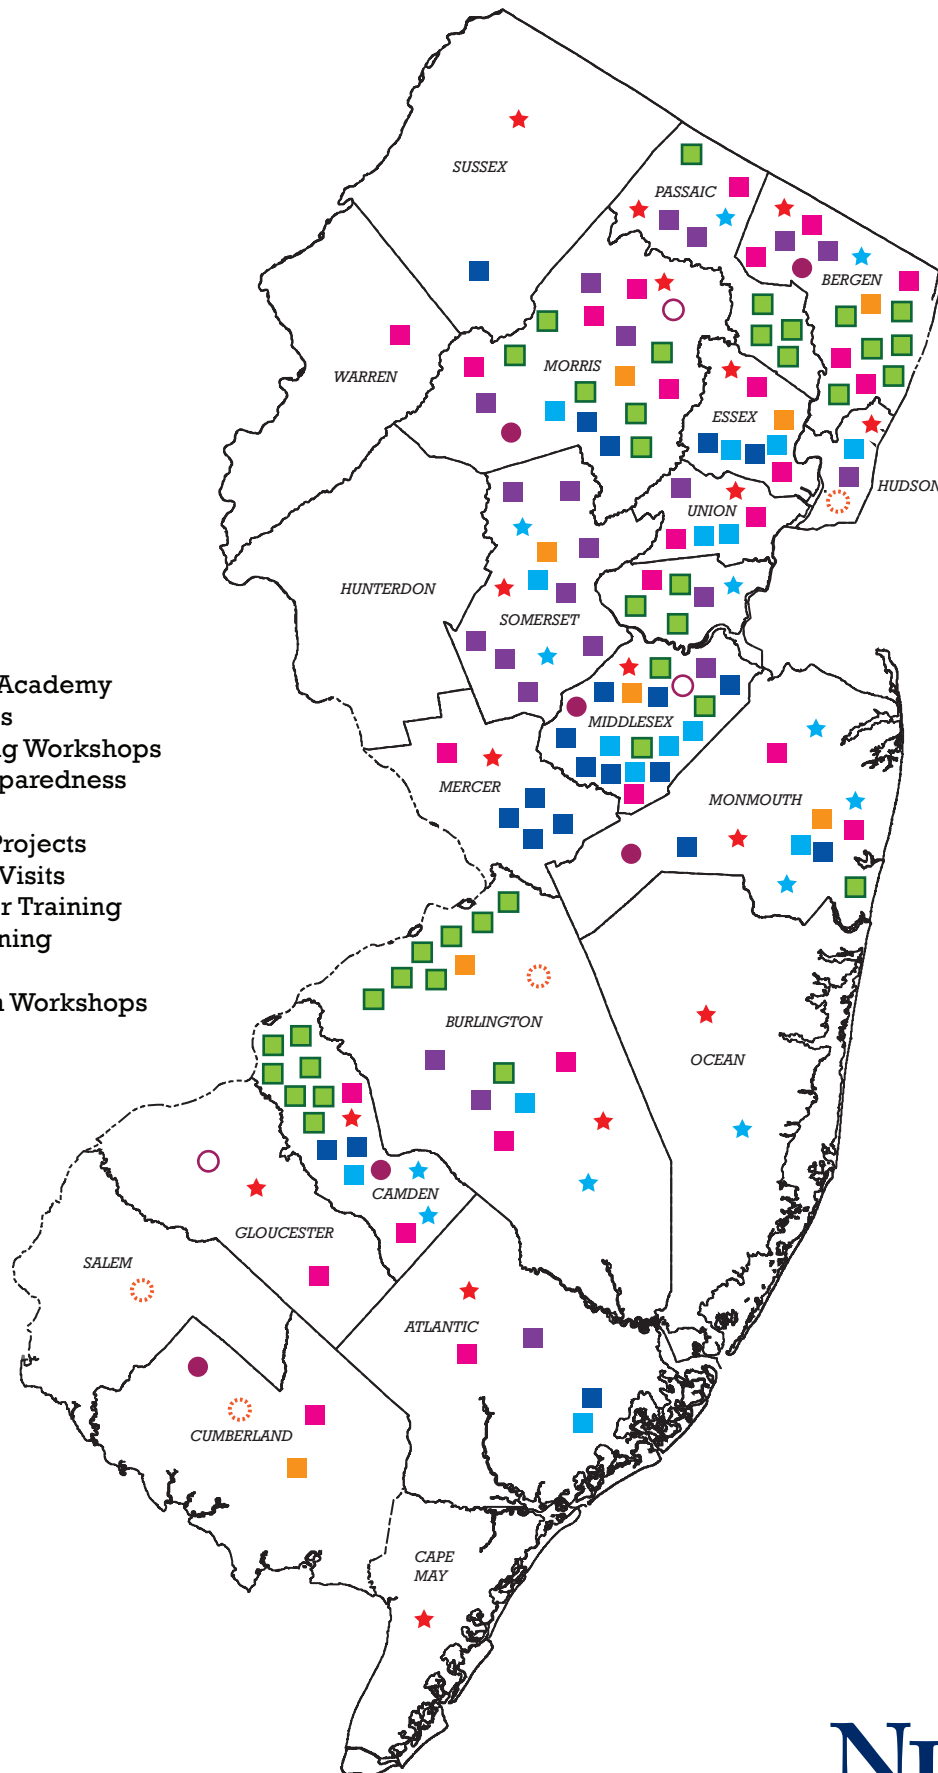 SUSSEX
PASSAIC
BERGEN
WARREN
MORRIS
ESSEX
HUDSON
UNION
HUNTERDON
SOMERSET
Academy
s
g Workshops
paredness
MIDDLESEX
MERCER
MONMOUTH
Projects
Visits
r Training
ning
n Workshops
BURLINGTON
OCEAN
CAMDEN
GLOUCESTER
SALEM
ATLANTIC
CUMBERLAND
CAPE
MAY